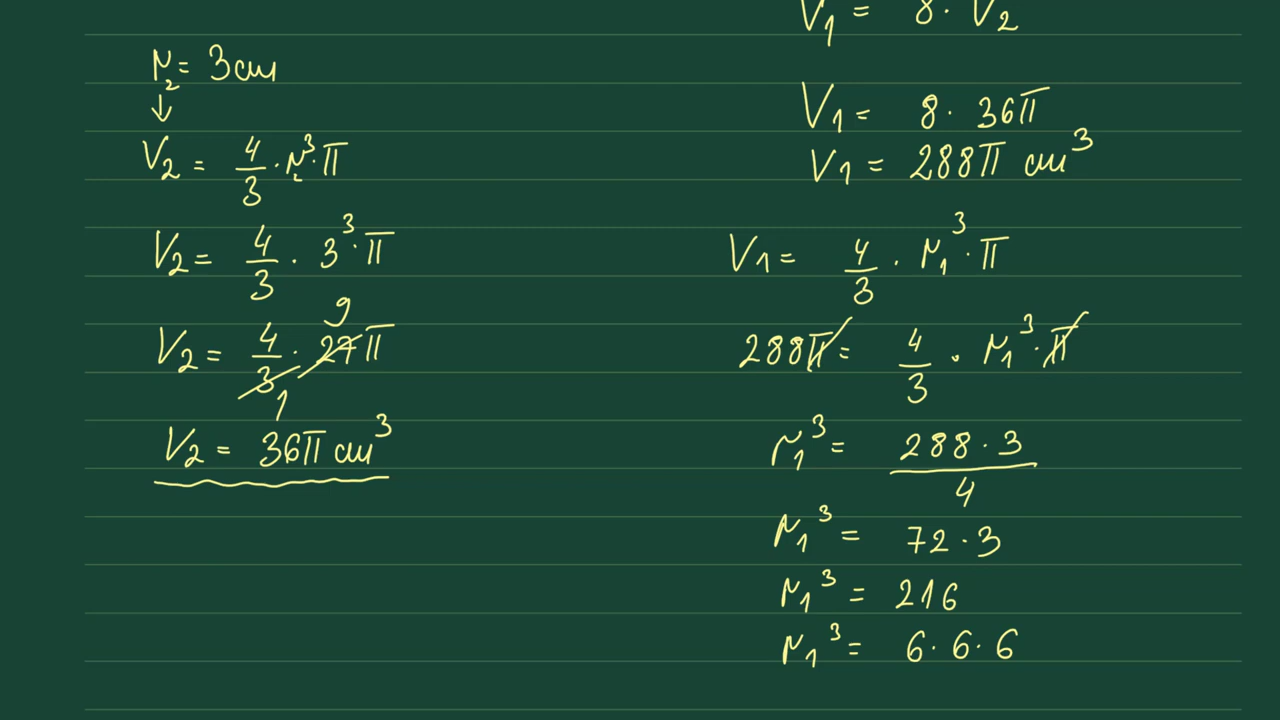 r₂ = 3cm
↓
V₂ = 4/3 · r₂³ · π
V₂ = 4/3 · 3³ · π
V₂ = 4/3 · 27π
9
1
V₂ = 36π cm³
V₁ = 8 · V₂
V₁ = 8 · 36π
V₁ = 288π cm³
V₁ = 4/3 · r₁³ · π
288π = 4/3 · r₁³ · π
r₁³ = 288 · 3 / 4
r₁³ = 72 · 3
r₁³ = 216
r₁³ = 6 · 6 · 6